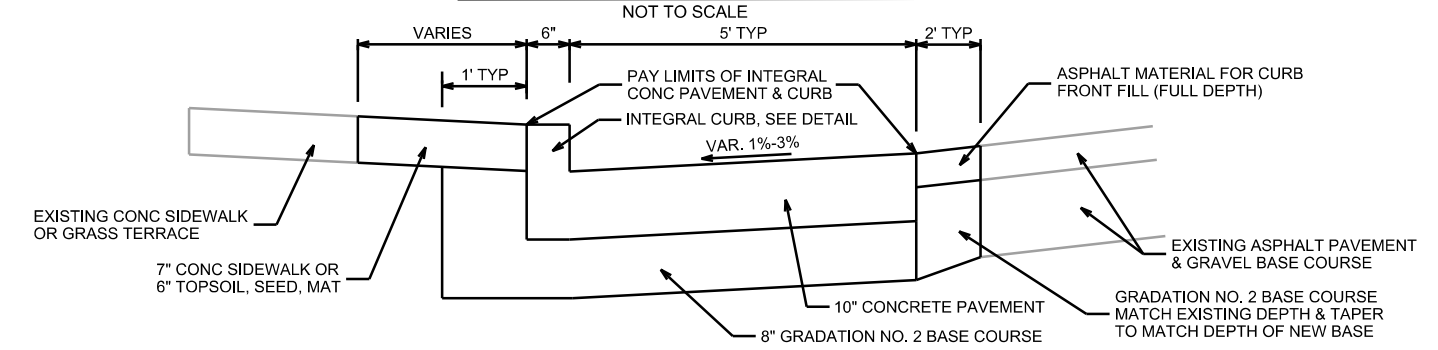 NOT TO SCALE
VARIES
6"
5' TYP
2' TYP
1' TYP
PAY LIMITS OF INTEGRAL
CONC PAVEMENT & CURB
ASPHALT MATERIAL FOR CURB
FRONT FILL (FULL DEPTH)
INTEGRAL CURB, SEE DETAIL
VAR. 1%-3%
EXISTING CONC SIDEWALK
OR GRASS TERRACE
7" CONC SIDEWALK OR
6" TOPSOIL, SEED, MAT
EXISTING ASPHALT PAVEMENT
& GRAVEL BASE COURSE
10" CONCRETE PAVEMENT
GRADATION NO. 2 BASE COURSE
MATCH EXISTING DEPTH & TAPER
TO MATCH DEPTH OF NEW BASE
8" GRADATION NO. 2 BASE COURSE